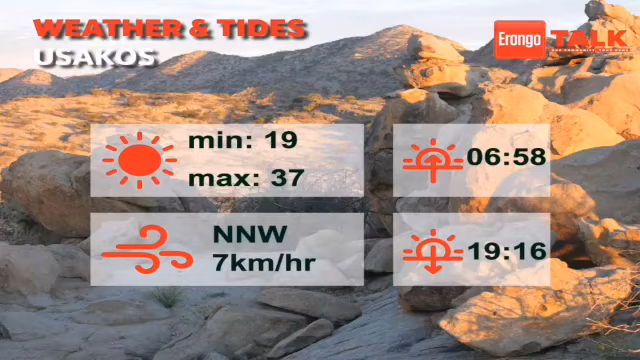 WEATHER & TIDES
USAKOS
Erongo
TALK
min: 19
max: 37
06:58
NNW
7km/hr
19:16